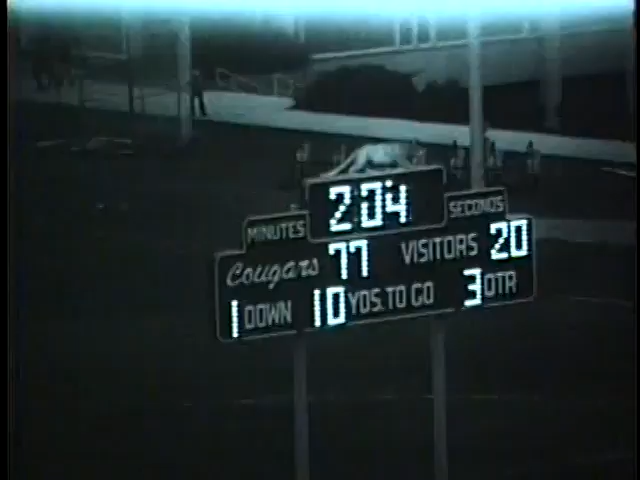 2:04
MINUTES SECONDS
Cougars 77 VISITORS 20
1 DOWN 10 YDS. TO GO 3 QTR